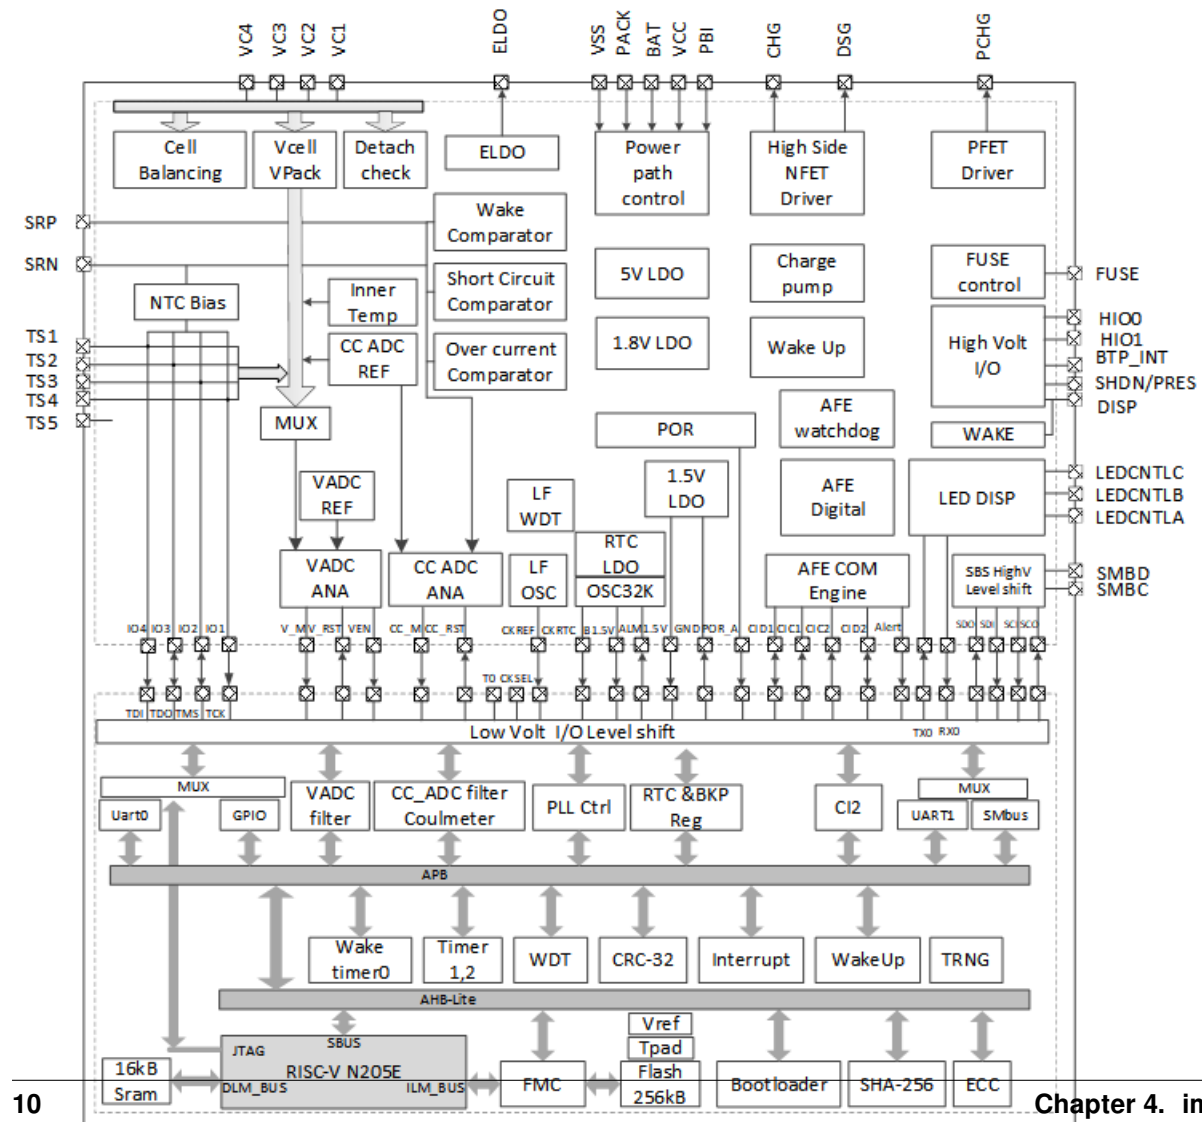 VC4 VC3 VC2 VC1 ELDO VSS PACK BAT VCC PBI CHG DSG PCHG
Cell
Balancing
Vcell
VPack
Detach
check
ELDO
Power
path
control
High Side
NFET
Driver
PFET
Driver
SRP
Wake
Comparator
SRN
NTC Bias
Inner
Temp
Short Circuit
Comparator
5V LDO
Charge
pump
FUSE
control
FUSE
TS1
TS2
TS3
TS4
TS5
CC ADC
REF
Over current
Comparator
1.8V LDO
Wake Up
High Volt
I/O
HIO0
HIO1
BTP_INT
SHDN/PRES
DISP
MUX
POR
AFE
watchdog
WAKE
VADC
REF
LF
WDT
1.5V
LDO
AFE
Digital
LED DISP
LEDCNTLC
LEDCNTLB
LEDCNTLA
VADC
ANA
CC ADC
ANA
LF
OSC
RTC
LDO
OSC32K
AFE COM
Engine
SBS HighV
Level shift
SMBD
SMBC
IO4 IO3 IO2 IO1 V_M V_RST VEN CC_M CC_RST CKREF CKRTC B1.5V ALM 1.5V GND POR_A CID1 CIC1 CIC2 CID2 Alert SDO SDI SCI SCO
TO CKSEL
TDI TDO TMS TCK
Low Volt I/O Level shift
TXO RXO
MUX
Uart0
GPIO
VADC
filter
CC_ADC filter
Coulmeter
PLL Ctrl
RTC &BKP
Reg
CI2
MUX
UART1
SMbus
APB
Wake
timer0
Timer
1,2
WDT
CRC-32
Interrupt
WakeUp
TRNG
AHB-Lite
16kB
Sram
JTAG
SBUS
RISC-V N205E
DLM_BUS
ILM_BUS
FMC
Vref
Tpad
Flash
256kB
Bootloader
SHA-256
ECC
10
Chapter 4. in